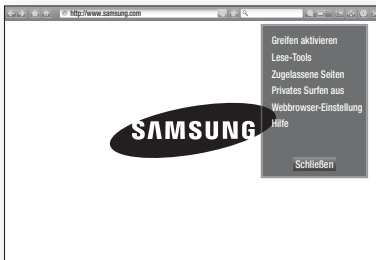 http://www.samsung.com
Greifen aktivieren
Lese-Tools
Zugelassene Seiten
Privates Surfen aus
Webbrowser-Einstellung
Hilfe
SAMSUNG
Schließen